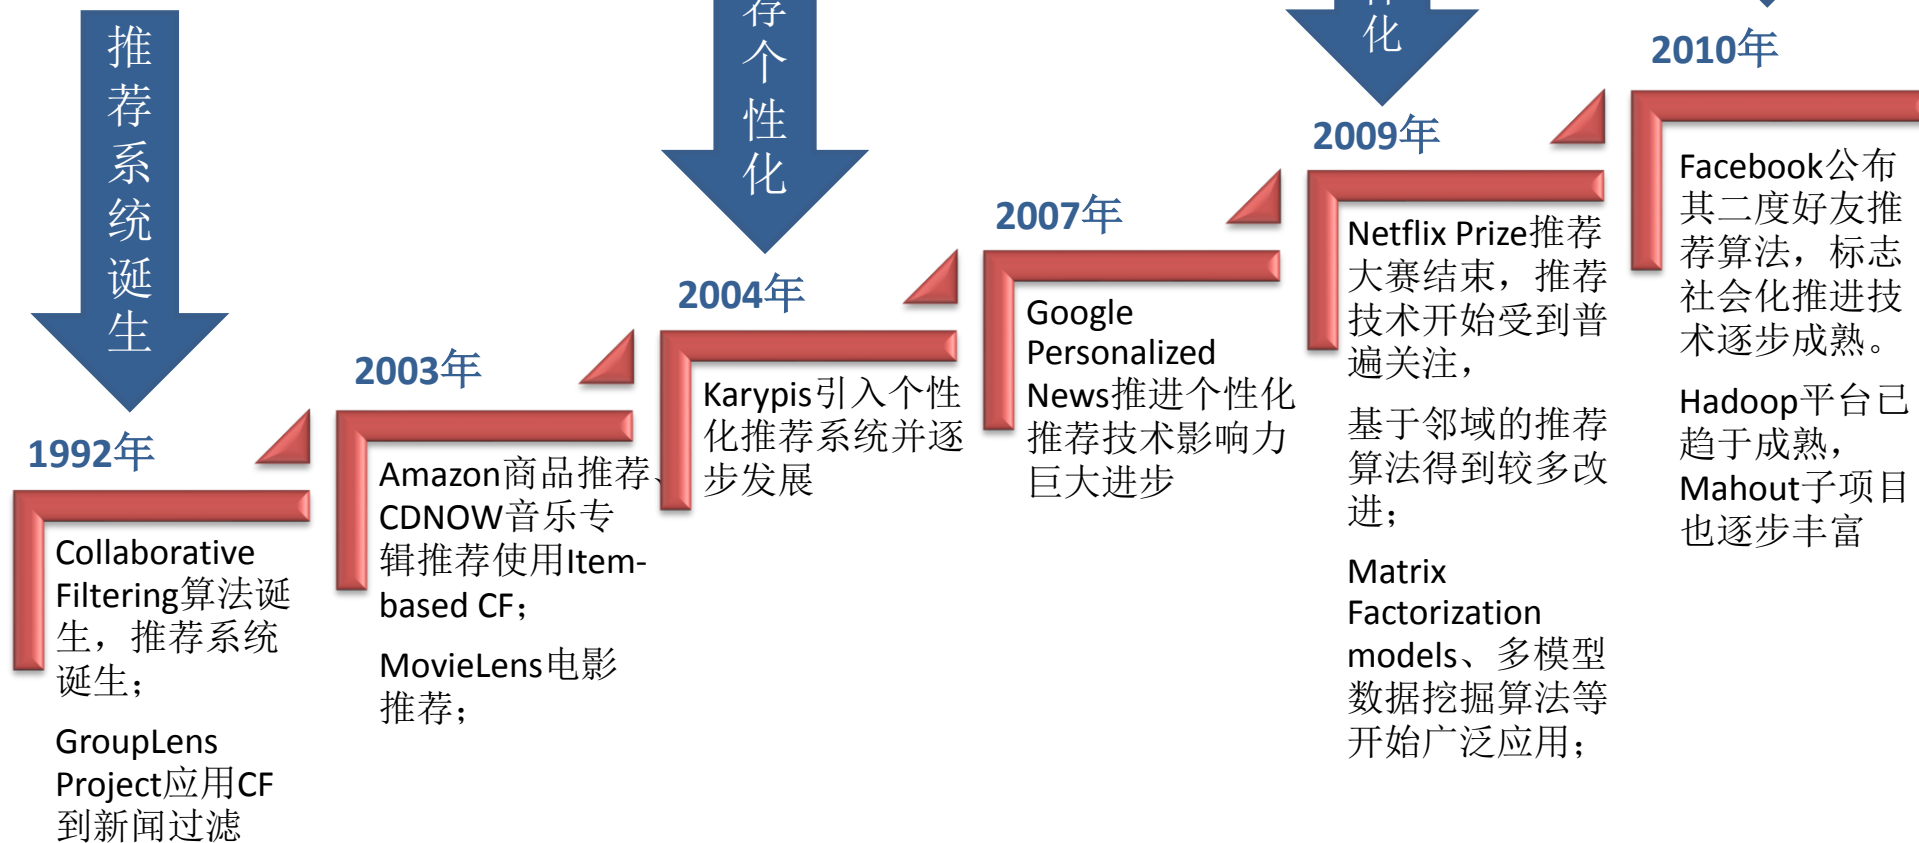 推
荐
系
统
诞
生
1992年
Collaborative
Filtering算法诞
生，推荐系统
诞生；
GroupLens
Project应用CF
到新闻过滤
2003年
Amazon商品推荐、
CDNOW音乐专
辑推荐使用Item-
based CF；
MovieLens电影
推荐；
荐
个
性
化
2004年
Karypis引入个性
化推荐系统并逐
步发展
2007年
Google
Personalized
News推进个性化
推荐技术影响力
巨大进步
化
2009年
Netflix Prize推荐
大赛结束，推荐
技术开始受到普
遍关注，
基于邻域的推荐
算法得到较多改
进；
Matrix
Factorization
models、多模型
数据挖掘算法等
开始广泛应用；
2010年
Facebook公布
其二度好友推
荐算法，标志
社会化推进技
术逐步成熟。
Hadoop平台已
趋于成熟，
Mahout子项目
也逐步丰富